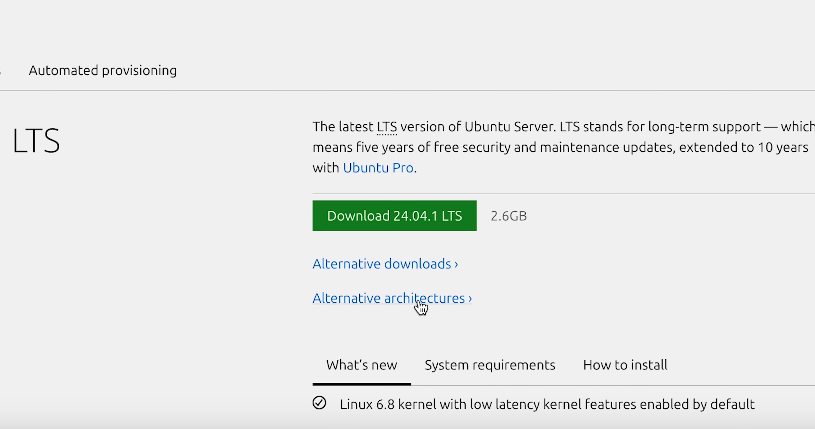 Automated provisioning
LTS
The latest LTS version of Ubuntu Server. LTS stands for long-term support — which
means five years of free security and maintenance updates, extended to 10 years
with Ubuntu Pro.
Download 24.04.1 LTS 2.6GB
Alternative downloads ›
Alternative architectures ›
What's new System requirements How to install
Linux 6.8 kernel with low latency kernel features enabled by default